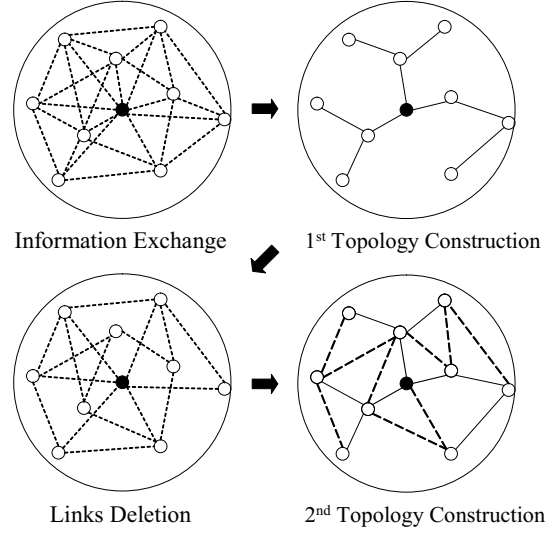 Information Exchange
1st Topology Construction
Links Deletion
2nd Topology Construction